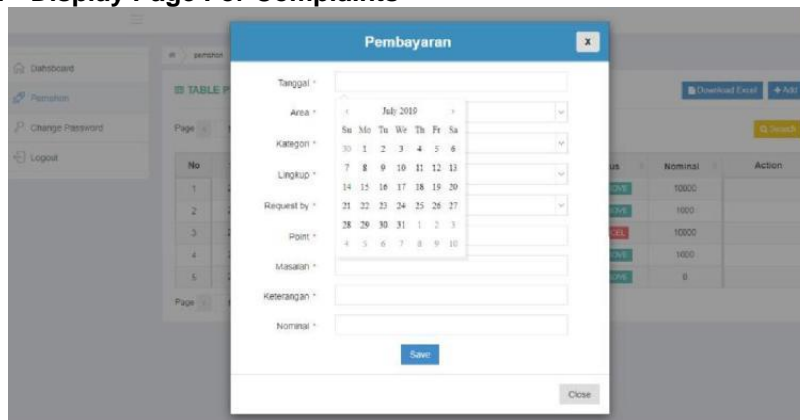 Display Page For Complaints
Pembayaran
X
Dahsboard
Change Password
Logout
TABLE
Download Excel
+ Add
Page
Search
No
Nominal
Action
1
10000
2
1000
3
10000
4
1000
5
0
Page
Tanggal *
Area *
Kategori *
Lingkup *
Request by *
Point *
Masalah *
Keterangan *
Nominal *
July 2019
Su Mo Tu We Th Fr Sa
30 1 2 3 4 5 6
7 8 9 10 11 12 13
14 15 16 17 18 19 20
21 22 23 24 25 26 27
28 29 30 31 1 2 3
4 5 6 7 8 9 10
Save
Close